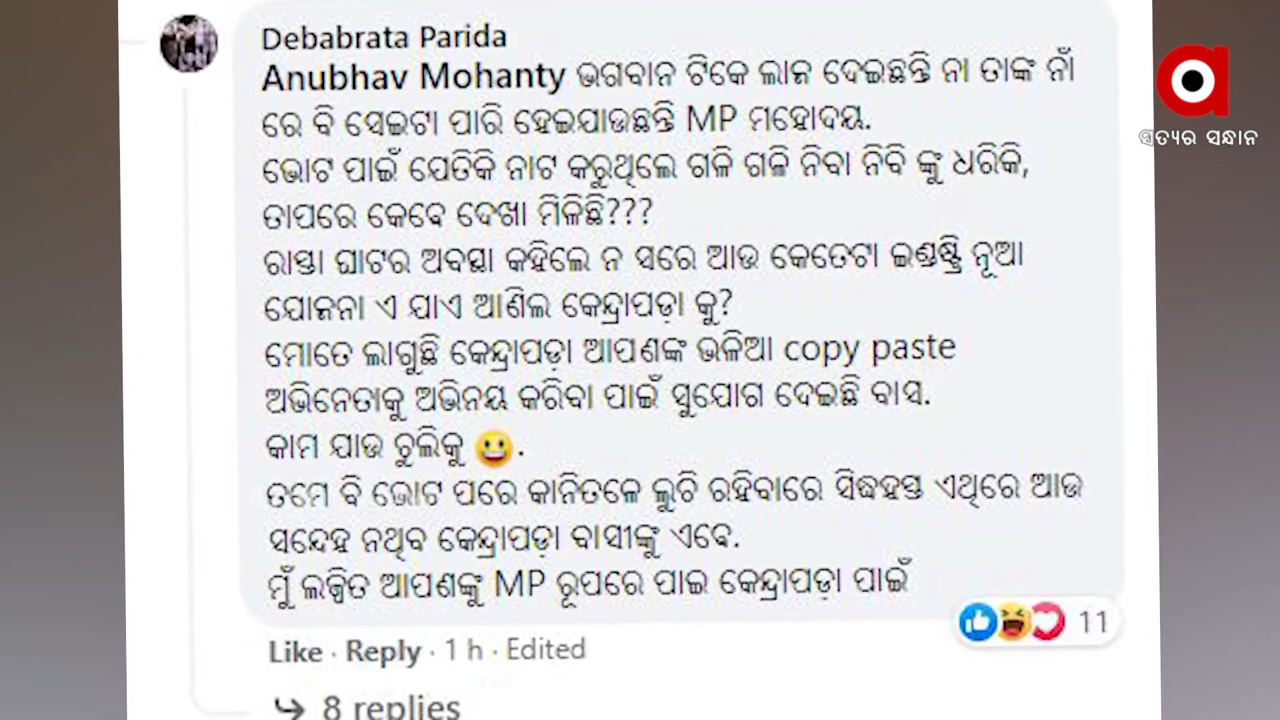 Debabrata Parida
Anubhav Mohanty ଭଗବାନ ଟିକେ ଲାଜ ଦେଇଛନ୍ତି ନା ତାଙ୍କ ନାଁ
ରେ ବି ସେଇଟା ପାରି ହେଇଯାଉଛନ୍ତି MP ମହୋଦୟ.
ଭୋଟ ପାଇଁ ଯେତିକି ନାଟ କରୁଥିଲେ ଗଳି ଗଳି ନିବା ନିବି ଙ୍କୁ ଧରିକି,
ତାପରେ କେବେ ଦେଖା ମିଳିଛି???
ରାସ୍ତା ଘାଟର ଅବସ୍ଥା କହିଲେ ନ ସରେ ଆଉ କେତେଟା ଇଣ୍ଡଷ୍ଟ୍ରି ନୂଆ
ଯୋଜନା ଏ ଯାଏ ଆଣିଲ କେନ୍ଦ୍ରାପଡ଼ା କୁ?
ମୋତେ ଲାଗୁଛି କେନ୍ଦ୍ରାପଡ଼ା ଆପଣଙ୍କ ଭଳିଆ copy paste
ଅଭିନେତାକୁ ଅଭିନୟ କରିବା ପାଇଁ ସୁଯୋଗ ଦେଇଛି ବାସ.
କାମ ଯାଉ ଚୁଲିକୁ 😀.
ତମେ ବି ଭୋଟ ପରେ କାନିତଳେ ଲୁଚି ରହିବାରେ ସିଦ୍ଧହସ୍ତ ଏଥିରେ ଆଉ
ସନ୍ଦେହ ନଥିବ କେନ୍ଦ୍ରାପଡ଼ା ବାସୀଙ୍କୁ ଏବେ.
ମୁଁ ଲଜ୍ଜିତ ଆପଣଙ୍କୁ MP ରୂପରେ ପାଇ କେନ୍ଦ୍ରାପଡ଼ା ପାଇଁ
11
Like · Reply · 1 h · Edited
8 replies
ସତ୍ୟର ସନ୍ଧାନ